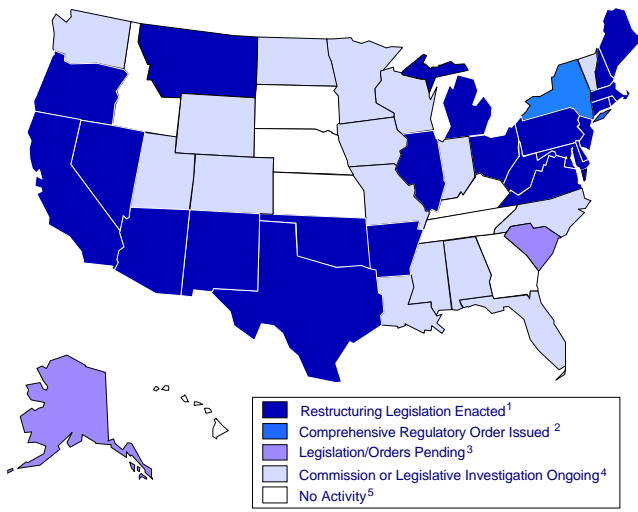 Restructuring Legislation Enacted¹
Comprehensive Regulatory Order Issued ²
Legislation/Orders Pending³
Commission or Legislative Investigation Ongoing⁴
No Activity⁵